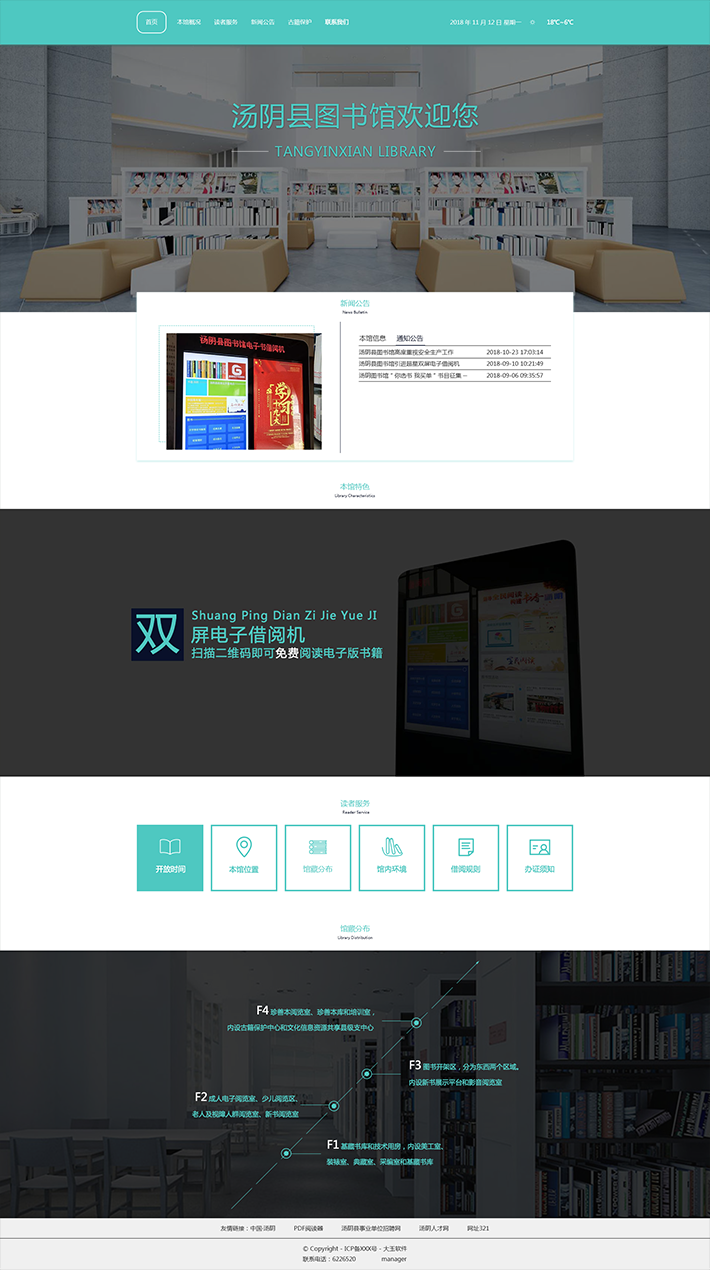 首页 本馆概况 读者服务 新闻公告 古籍保护 联系我们 2018 年 11 月 12 日 星期一 18℃~6℃
汤阴县图书馆欢迎您
TANGYINXIAN LIBRARY
新闻公告
News Bulletin
汤阴县图书馆电子书借阅机
本馆信息 通知公告
汤阴县图书馆高度重视安全生产工作 2018-10-23 17:03:14
汤阴县图书馆引进超星双屏电子借阅机 2018-09-10 10:21:49
汤阴图书馆＂你选书 我买单＂书目征集 2018-09-06 09:35:57
本馆特色
Library Characteristics
双
Shuang Ping Dian Zi Jie Yue JI
屏电子借阅机
扫描二维码即可免费阅读电子版书籍
读者服务
Reader Service
开放时间 本馆位置 馆藏分布 馆内环境 借阅规则 办证须知
馆藏分布
Library Distribution
F4 珍善本阅览室、珍善本库和培训室，
内设古籍保护中心和文化信息资源共享县级支中心
F3 图书开架区，分为东西两个区域。
内设新书展示平台和影音阅览室
F2 成人电子阅览室、少儿阅览区、
老人及视障人群阅览室、新书阅览室
F1 基藏书库和技术用房，内设美工室、
装裱室、典藏室、采编室和基藏书库
友情链接：中国·汤阴 PDF阅读器 汤阴县事业单位招聘网 汤阴人才网 网址321
© Copyright - ICP备XXX号 - 大玉软件
联系电话：6226520 manager